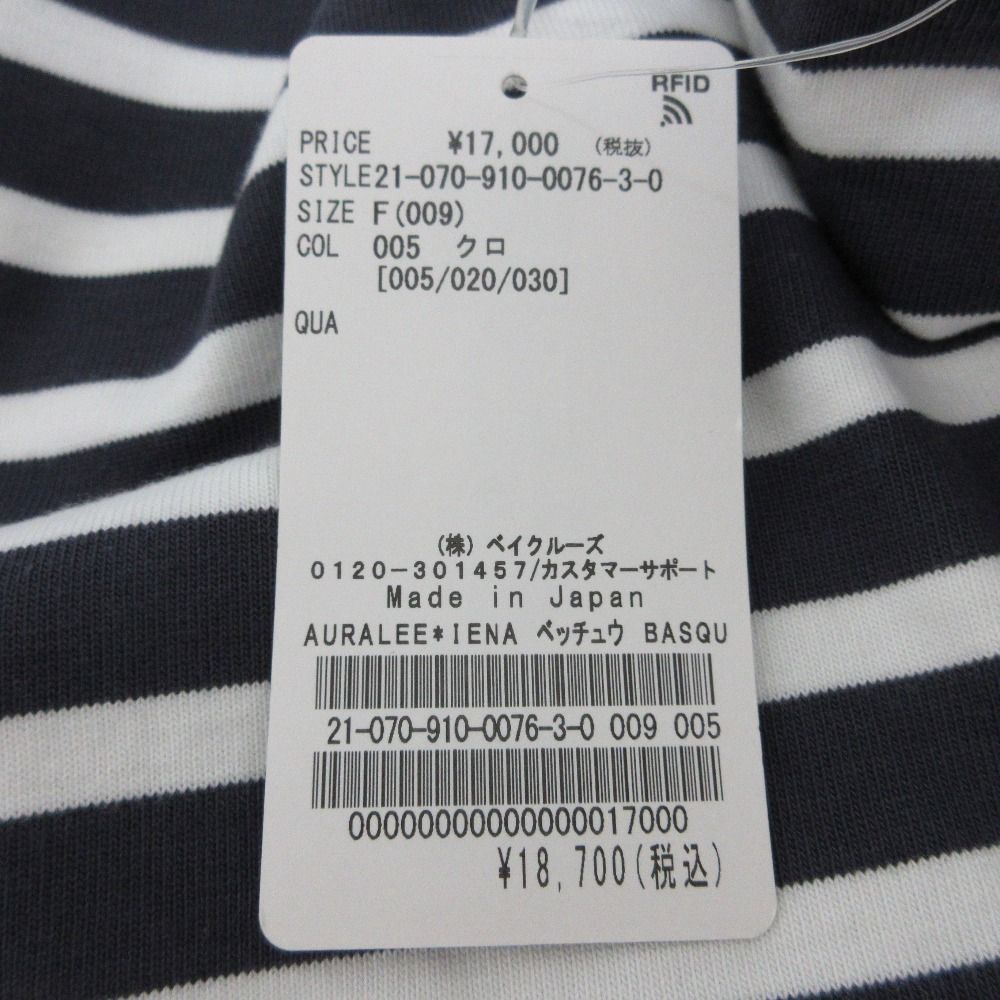 RFID
PRICE ¥17,000 (税抜)
STYLE 21-070-910-0076-3-0
SIZE F(009)
COL 005 クロ
[005/020/030]
QUA
(株) ベイクルーズ
0120-301457/カスタマーサポート
Made in Japan
AURALEE*IENA ベッチュウ BASQU
21-070-910-0076-3-0 009 005
00000000000000017000
¥18,700(税込)